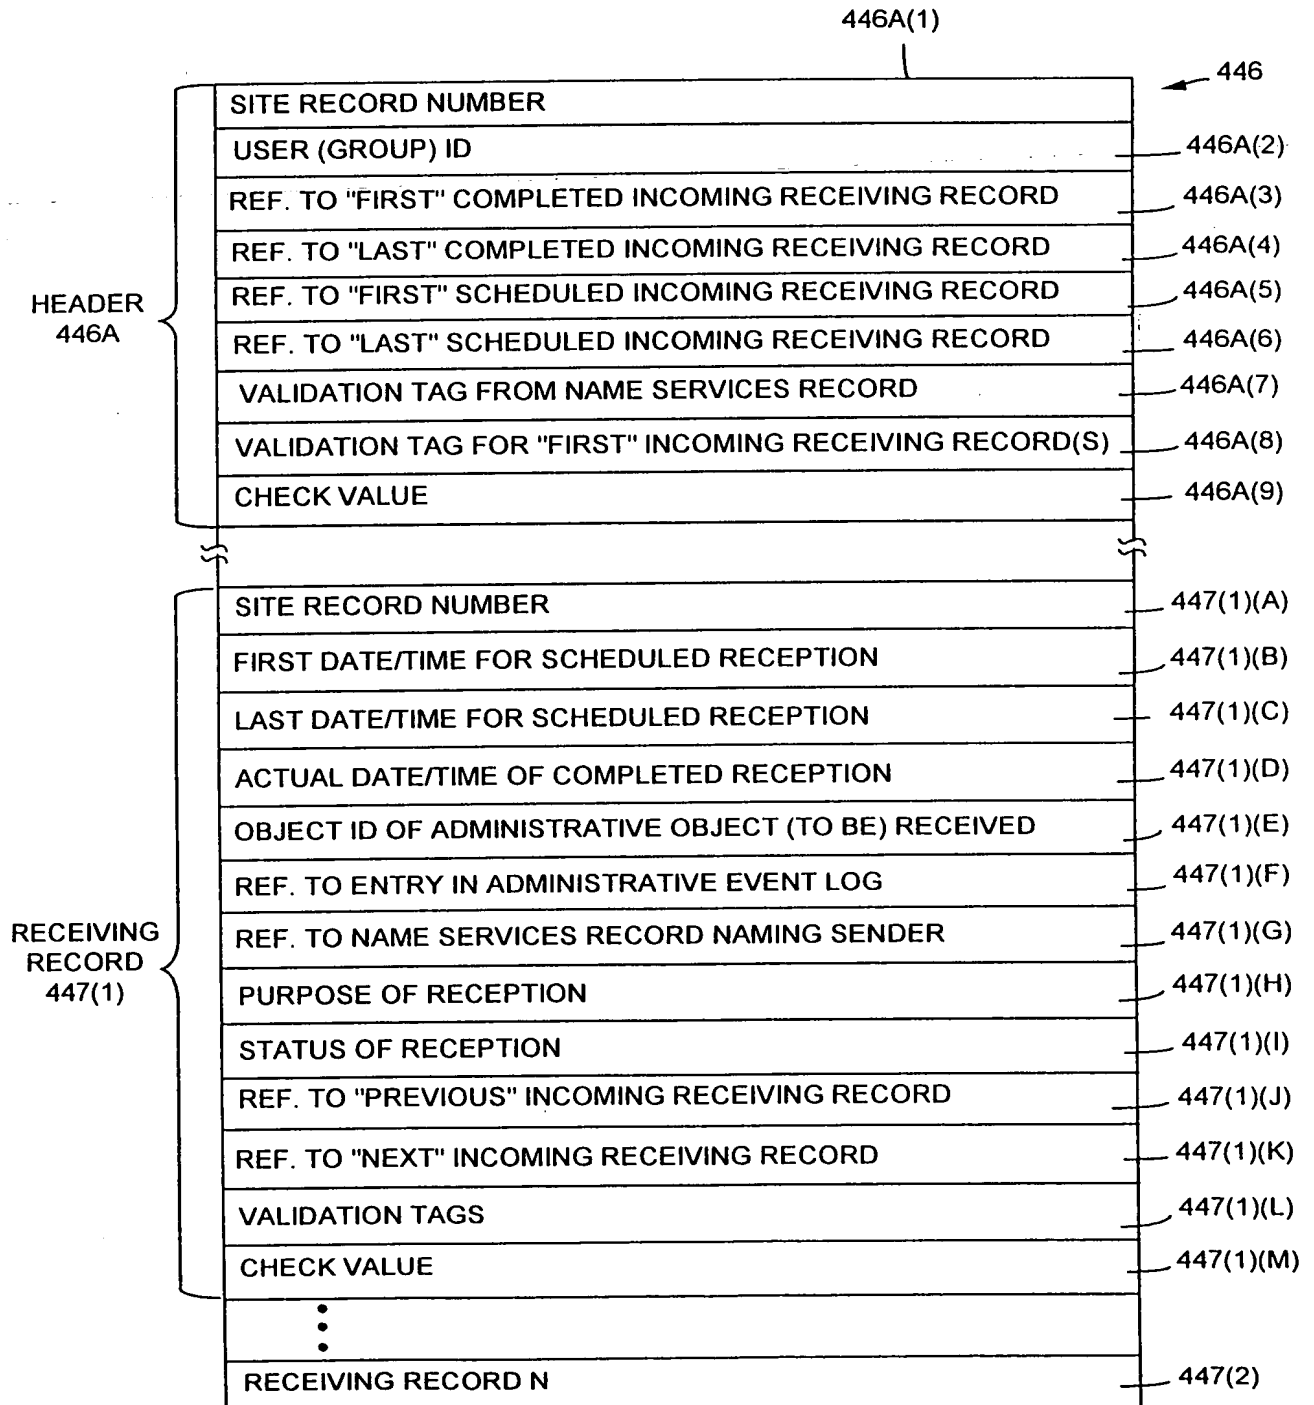 446A(1)
446
SITE RECORD NUMBER
USER (GROUP) ID 446A(2)
REF. TO "FIRST" COMPLETED INCOMING RECEIVING RECORD 446A(3)
REF. TO "LAST" COMPLETED INCOMING RECEIVING RECORD 446A(4)
REF. TO "FIRST" SCHEDULED INCOMING RECEIVING RECORD 446A(5)
REF. TO "LAST" SCHEDULED INCOMING RECEIVING RECORD 446A(6)
VALIDATION TAG FROM NAME SERVICES RECORD 446A(7)
VALIDATION TAG FOR "FIRST" INCOMING RECEIVING RECORD(S) 446A(8)
CHECK VALUE 446A(9)
HEADER
446A
SITE RECORD NUMBER 447(1)(A)
FIRST DATE/TIME FOR SCHEDULED RECEPTION 447(1)(B)
LAST DATE/TIME FOR SCHEDULED RECEPTION 447(1)(C)
ACTUAL DATE/TIME OF COMPLETED RECEPTION 447(1)(D)
OBJECT ID OF ADMINISTRATIVE OBJECT (TO BE) RECEIVED 447(1)(E)
REF. TO ENTRY IN ADMINISTRATIVE EVENT LOG 447(1)(F)
REF. TO NAME SERVICES RECORD NAMING SENDER 447(1)(G)
PURPOSE OF RECEPTION 447(1)(H)
STATUS OF RECEPTION 447(1)(I)
REF. TO "PREVIOUS" INCOMING RECEIVING RECORD 447(1)(J)
REF. TO "NEXT" INCOMING RECEIVING RECORD 447(1)(K)
VALIDATION TAGS 447(1)(L)
CHECK VALUE 447(1)(M)
RECEIVING
RECORD
447(1)
RECEIVING RECORD N 447(2)